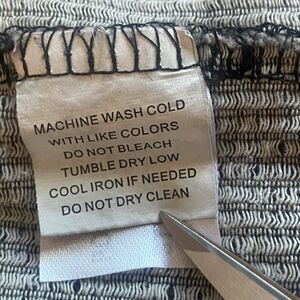 MACHINE WASH COLD
WITH LIKE COLORS
DO NOT BLEACH
TUMBLE DRY LOW
COOL IRON IF NEEDED
DO NOT DRY CLEAN